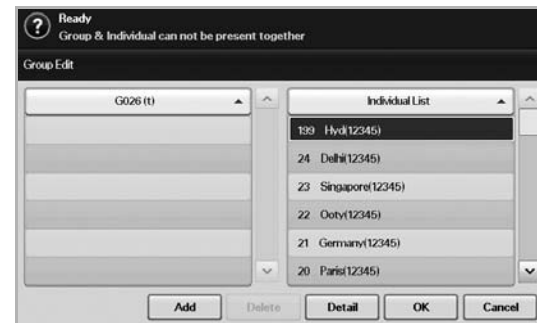 Ready
Group & Individual can not be present together
Group Edit
G026 (t)
Individual List
199 Hyd(12345)
24 Delhi(12345)
23 Singapore(12345)
22 Ooty(12345)
21 Germany(12345)
20 Paris(12345)
Add Delete Detail OK Cancel